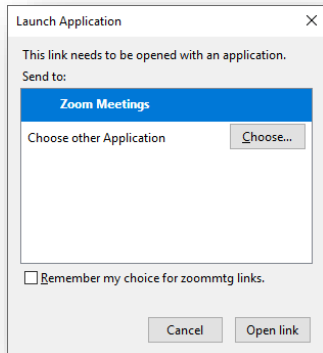 Launch Application
This link needs to be opened with an application.
Send to:
Zoom Meetings
Choose other Application Choose...
Remember my choice for zoommtg links.
Cancel Open link